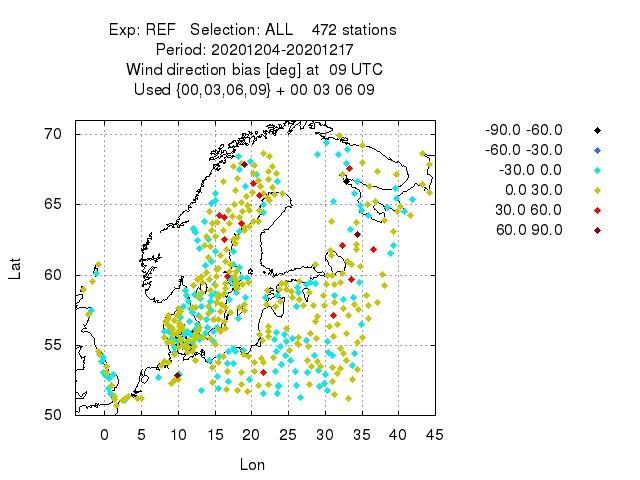 Exp: REF Selection: ALL 472 stations
Period: 20201204-20201217
Wind direction bias [deg] at 09 UTC
Used {00,03,06,09} + 00 03 06 09
70
65
60
55
50
Lat
0 5 10 15 20 25 30 35 40 45
Lon
-90.0 -60.0
-60.0 -30.0
-30.0 0.0
0.0 30.0
30.0 60.0
60.0 90.0